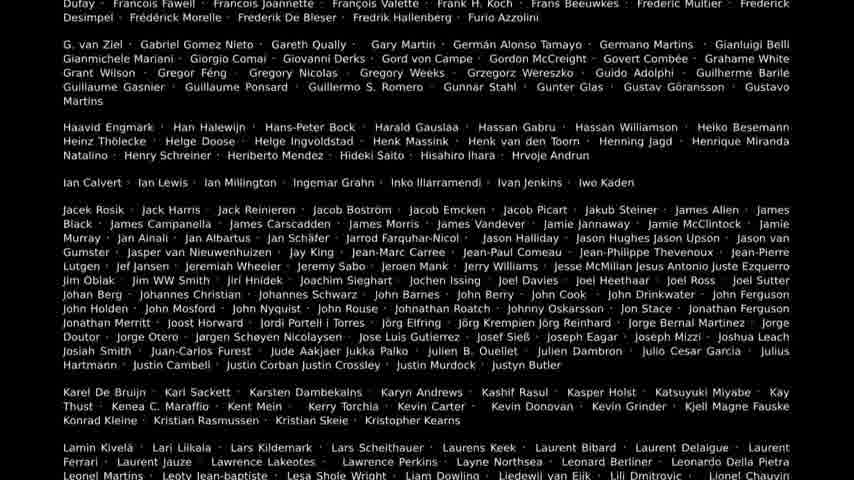 Dufay · Francois Fawell · Francois Joannette · François Valette · Frank H. Koch · Frans Beeuwkes · Frederic Multier · Frederick
Desimpel · Frédérick Morelle · Frederik De Bleser · Fredrik Hallenberg · Furio Azzolini
G. van Ziel · Gabriel Gomez Nieto · Gareth Qually · Gary Martin · Germán Alonso Tamayo · Germano Martins · Gianluigi Belli
Gianmichele Mariani · Giorgio Comai · Giovanni Derks · Gord von Campe · Gordon McCreight · Govert Combée · Grahame White
Grant Wilson · Gregor Féng · Gregory Nicolas · Gregory Weeks · Grzegorz Wereszko · Guido Adolphi · Guilherme Barile
Guillaume Gasnier · Guillaume Ponsard · Guillermo S. Romero · Gunnar Stahl · Gunter Glas · Gustav Göransson · Gustavo
Martins
Haavid Engmark · Han Halewijn · Hans-Peter Bock · Harald Gauslaa · Hassan Gabru · Hassan Williamson · Heiko Besemann
Heinz Thölecke · Helge Doose · Helge Ingvoldstad · Henk Massink · Henk van den Toorn · Henning Jagd · Henrique Miranda
Natalino · Henry Schreiner · Heriberto Mendez · Hideki Saito · Hisahiro Ihara · Hrvoje Andrun
Ian Calvert · Ian Lewis · Ian Millington · Ingemar Grahn · Inko Illarramendi · Ivan Jenkins · Iwo Kaden
Jacek Rosik · Jack Harris · Jack Reinieren · Jacob Boström · Jacob Emcken · Jacob Picart · Jakub Steiner · James Allen · James
Black · James Campanella · James Carscadden · James Morris · James Vandever · Jamie Jannaway · Jamie McClintock · Jamie
Murray · Jan Ainali · Jan Albartus · Jan Schäfer · Jarrod Farquhar-Nicol · Jason Halliday · Jason Hughes Jason Upson · Jason van
Gumster · Jasper van Nieuwenhuizen · Jay King · Jean-Marc Carree · Jean-Paul Comeau · Jean-Philippe Thevenoux · Jean-Pierre
Lutgen · Jef Jansen · Jeremiah Wheeler · Jeremy Sabo · Jeroen Mank · Jerry Williams · Jesse McMilian Jesus Antonio Juste Ezquerro
Jim Oblak · Jim WW Smith · Jirí Hnídek · Joachim Sieghart · Jochen Issing · Joel Davies · Joel Heethaar · Joel Ross · Joel Sutter
Johan Berg · Johannes Christian · Johannes Schwarz · John Barnes · John Berry · John Cook · John Drinkwater · John Ferguson
John Holden · John Mosford · John Nyquist · John Rouse · Johnathan Roatch · Johnny Oskarsson · Jon Stace · Jonathan Ferguson
Jonathan Merritt · Joost Horward · Jordi Porteli i Torres · Jörg Elfring · Jörg Krempien Jörg Reinhard · Jorge Bernal Martinez · Jorge
Doutor · Jorge Otero · Jørgen Schøyen Nicolaysen · Jose Luis Gutierrez · Josef Sieß · Joseph Eagar · Joseph Mizzi · Joshua Leach
Josiah Smith · Juan-Carlos Furest · Jude Aakjaer Jukka Palko · Julien B. Ouellet · Julien Dambron · Julio Cesar Garcia · Julius
Hartmann · Justin Cambell · Justin Corban Justin Crossley · Justin Murdock · Justyn Butler
Karel De Bruijn · Karl Sackett · Karsten Dambekalns · Karyn Andrews · Kashif Rasul · Kasper Holst · Katsuyuki Miyabe · Kay
Thust · Kenea C. Maraffio · Kent Mein · Kerry Torchia · Kevin Carter · Kevin Donovan · Kevin Grinder · Kjell Magne Fauske
Konrad Kleine · Kristian Rasmussen · Kristian Skeie · Kristopher Kearns
Lamin Kivelä · Lari Liikala · Lars Kildemark · Lars Scheithauer · Laurens Keek · Laurent Bibard · Laurent Delaigue · Laurent
Ferrari · Laurent Jauze · Lawrence Lakeotes · Lawrence Perkins · Layne Northsea · Leonard Berliner · Leonardo Della Pietra
Leonel Martins · Leoty Jean-baptiste · Lesa Shole Wright · Liam Dowling · Liedewij van Eijk · Lili Dmitrovic · Lionel Chauvin